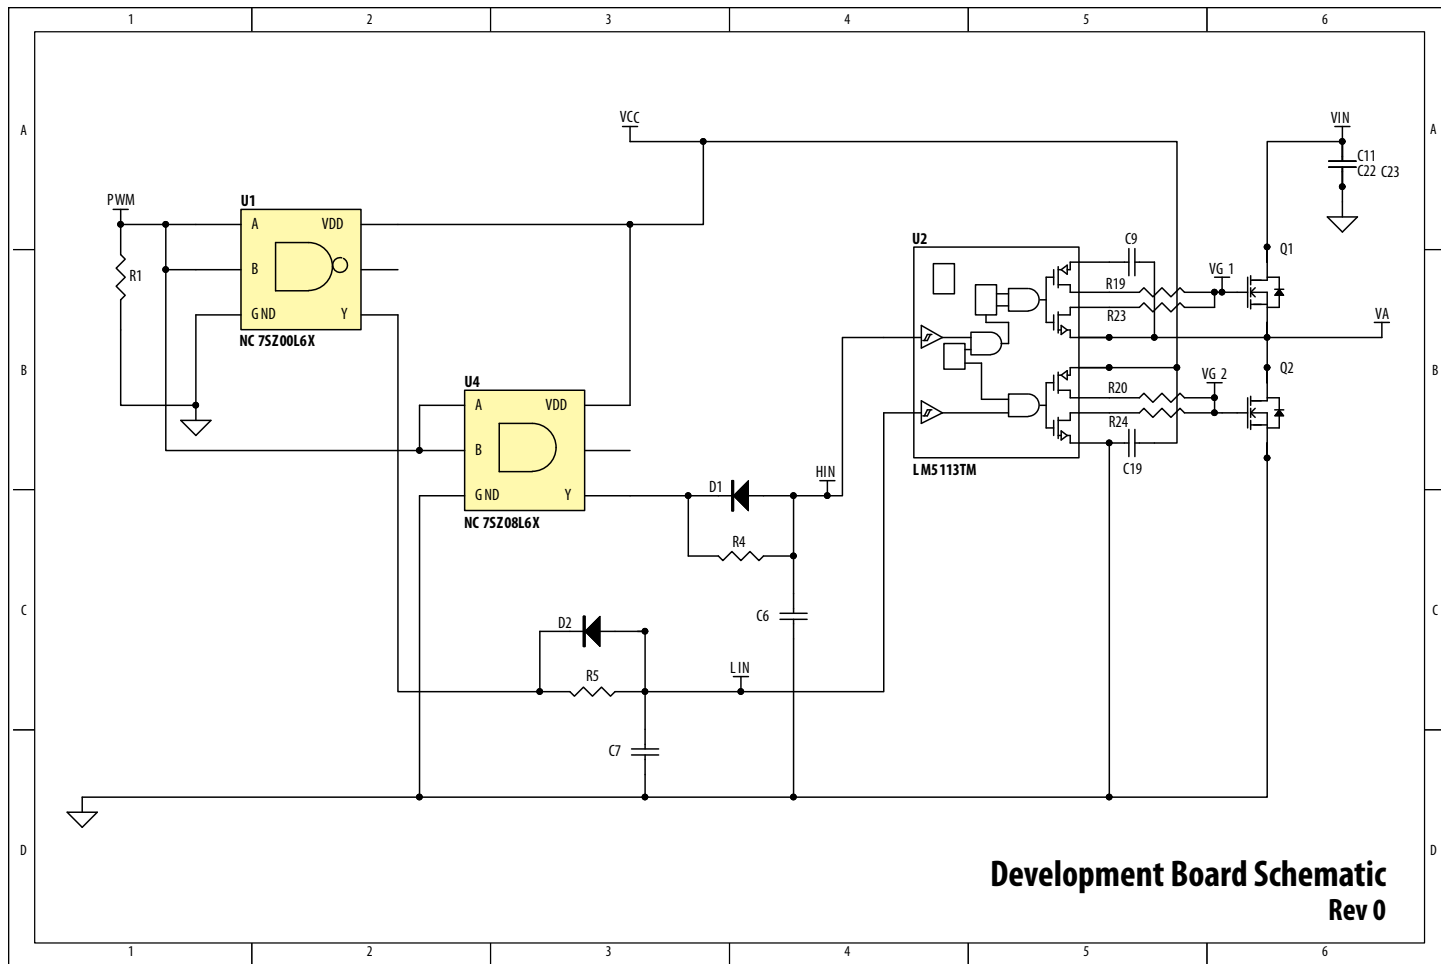 1 2 3 4 5 6
A A
VCC
VIN
C11
C22 C23
PWM
U1
A VDD
B
GND Y
R1
NC 7SZ00L6X
U2
C9
Q1
R19
VG 1
R23
VA
B B
U4
A VDD
B
GND Y
NC 7SZ08L6X
Q2
R20
VG 2
R24
C19
LM5113TM
HIN
D1
R4
C C
C6
D2
R5
LIN
C7
D D
Development Board Schematic
Rev 0
1 2 3 4 5 6